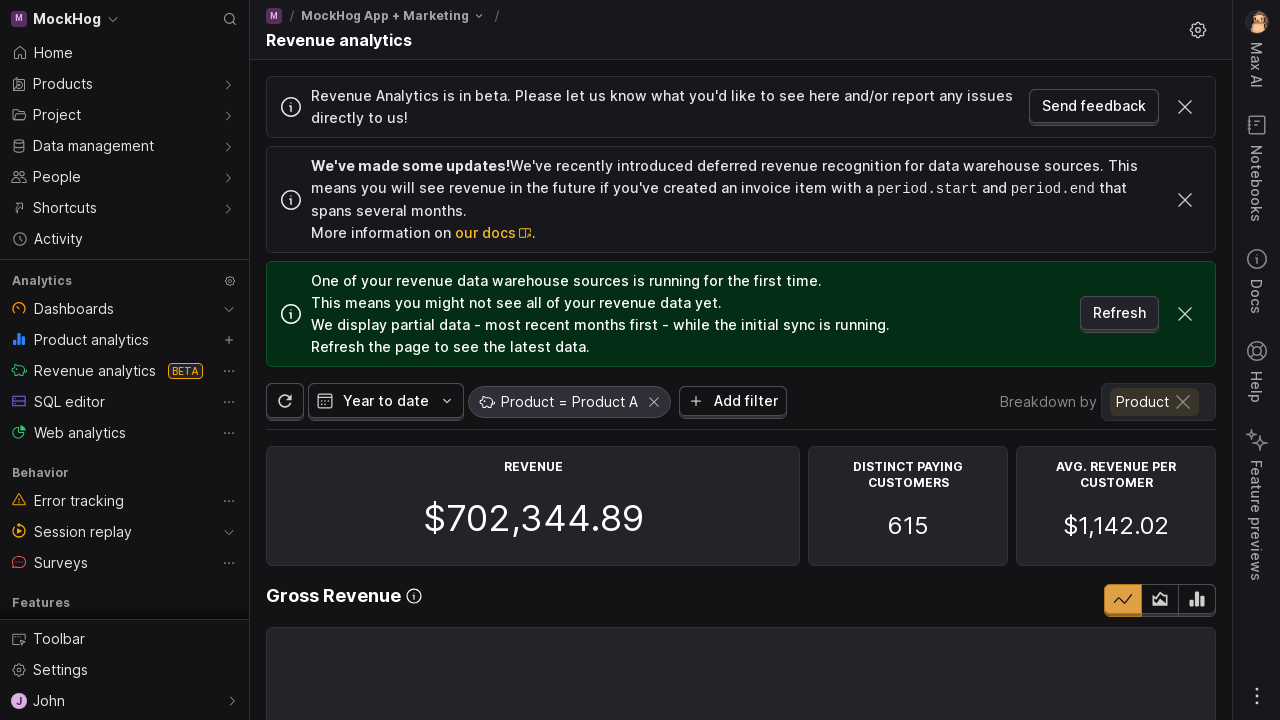 M MockHog
Home
Products
Project
Data management
People
Shortcuts
Activity
Analytics
Dashboards
Product analytics
Revenue analytics BETA
SQL editor
Web analytics
Behavior
Error tracking
Session replay
Surveys
Features
Toolbar
Settings
J John
M / MockHog App + Marketing /
Revenue analytics
Revenue Analytics is in beta. Please let us know what you'd like to see here and/or report any issues
directly to us!
Send feedback
We've made some updates!We've recently introduced deferred revenue recognition for data warehouse sources. This
means you will see revenue in the future if you've created an invoice item with a period.start and period.end that
spans several months.
More information on our docs.
One of your revenue data warehouse sources is running for the first time.
This means you might not see all of your revenue data yet.
We display partial data - most recent months first - while the initial sync is running.
Refresh the page to see the latest data.
Refresh
Year to date
Product = Product A
Add filter
Breakdown by Product
REVENUE
$702,344.89
DISTINCT PAYING
CUSTOMERS
615
AVG. REVENUE PER
CUSTOMER
$1,142.02
Gross Revenue
Max AI
Notebooks
Docs
Help
Feature previews